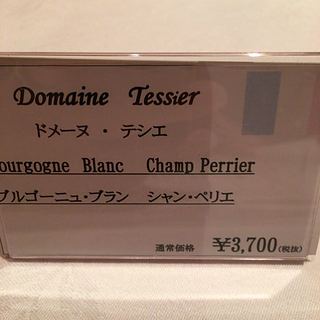 Domaine Tessier
ドメーヌ・テシエ
ourgogne Blanc Champ Perrier
ブルゴーニュ・ブラン シャン・ペリエ
通常価格 ¥3,700(税抜)